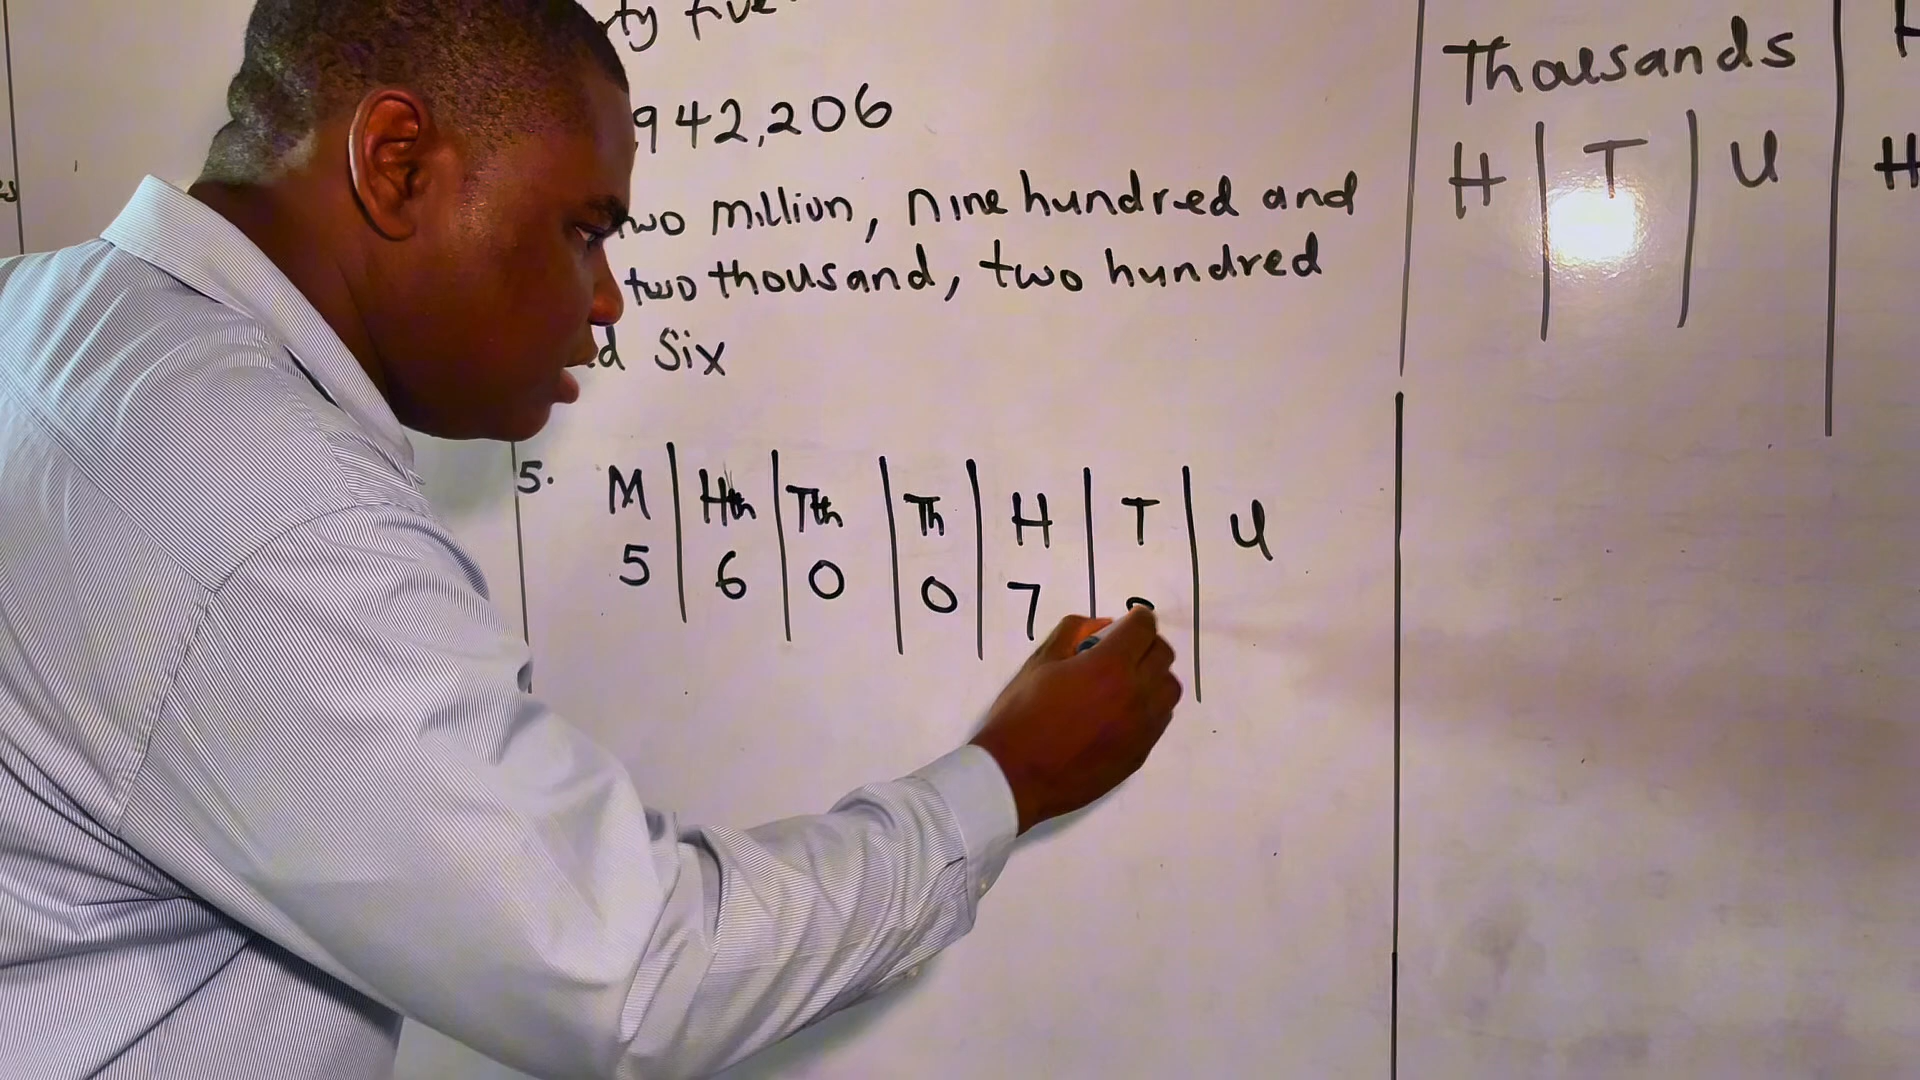 five
942,206
two million, nine hundred and
two thousand, two hundred
Six
5. M Hth Tth Th H T U
5 6 0 0 7
Thousands
H T U H